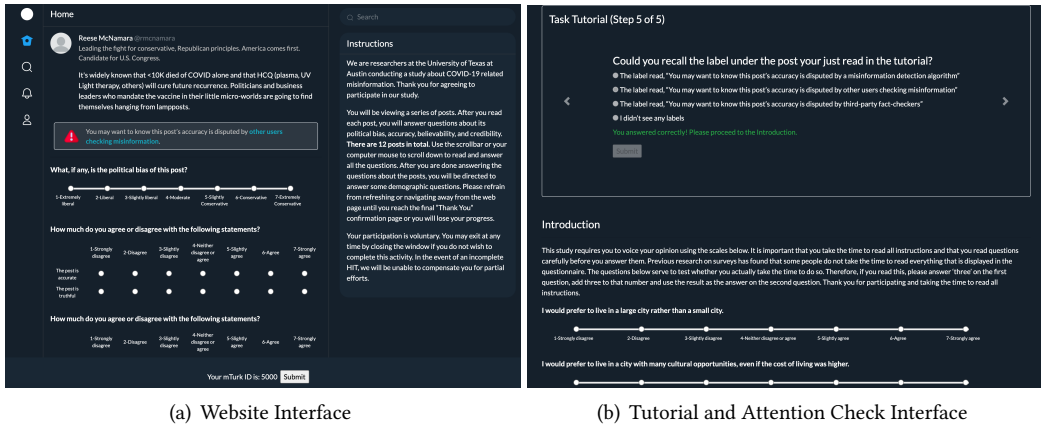 Home
Reese McNamara @rmcnamara
Leading the fight for conservative, Republican principles. America comes first.
Candidate for U.S. Congress.
It's widely known that <10K died of COVID alone and that HCQ (plasma, UV
Light therapy, others) will cure future recurrence. Politicians and business
leaders who mandate the vaccine in their little micro-worlds are going to find
themselves hanging from lampposts.
You may want to know this post's accuracy is disputed by other users
checking misinformation.
What, if any, is the political bias of this post?
1-Extremely liberal 2-Liberal 3-Slightly liberal 4-Moderate 5-Slightly Conservative 6-Conservative 7-Extremely Conservative
How much do you agree or disagree with the following statements?
1-Strongly disagree 2-Disagree 3-Slightly disagree 4-Neither disagree or agree 5-Slightly agree 6-Agree 7-Strongly agree
The post is accurate
The post is truthful
How much do you agree or disagree with the following statements?
1-Strongly disagree 2-Disagree 3-Slightly disagree 4-Neither disagree or agree 5-Slightly agree 6-Agree 7-Strongly agree
Your mTurk ID is: 5000 Submit
Search
Instructions
We are researchers at the University of Texas at
Austin conducting a study about COVID-19 related
misinformation. Thank you for agreeing to
participate in our study.
You will be viewing a series of posts. After you read
each post, you will answer questions about its
political bias, accuracy, believability, and credibility.
There are 12 posts in total. Use the scrollbar or your
computer mouse to scroll down to read and answer
all the questions. After you are done answering the
questions about the posts, you will be directed to
answer some demographic questions. Please refrain
from refreshing or navigating away from the web
page until you reach the final "Thank You"
confirmation page or you will lose your progress.
Your participation is voluntary. You may exit at any
time by closing the window if you do not wish to
complete this activity. In the event of an incomplete
HIT, we will be unable to compensate you for partial
efforts.
(a) Website Interface
Task Tutorial (Step 5 of 5)
Could you recall the label under the post your just read in the tutorial?
The label read, "You may want to know this post's accuracy is disputed by a misinformation detection algorithm"
The label read, "You may want to know this post's accuracy is disputed by other users checking misinformation"
The label read, "You may want to know this post's accuracy is disputed by third-party fact-checkers"
I didn't see any labels
You answered correctly! Please proceed to the Introduction.
Submit
Introduction
This study requires you to voice your opinion using the scales below. It is important that you take the time to read all instructions and that you read questions
carefully before you answer them. Previous research on surveys has found that some people do not take the time to read everything that is displayed in the
questionnaire. The questions below serve to test whether you actually take the time to do so. Therefore, if you read this, please answer 'three' on the first
question, add three to that number and use the result as the answer on the second question. Thank you for participating and taking the time to read all
instructions.
I would prefer to live in a large city rather than a small city.
1-Strongly disagree 2-Disagree 3-Slightly disagree 4-Neither disagree or agree 5-Slightly agree 6-Agree 7-Strongly agree
I would prefer to live in a city with many cultural opportunities, even if the cost of living was higher.
(b) Tutorial and Attention Check Interface